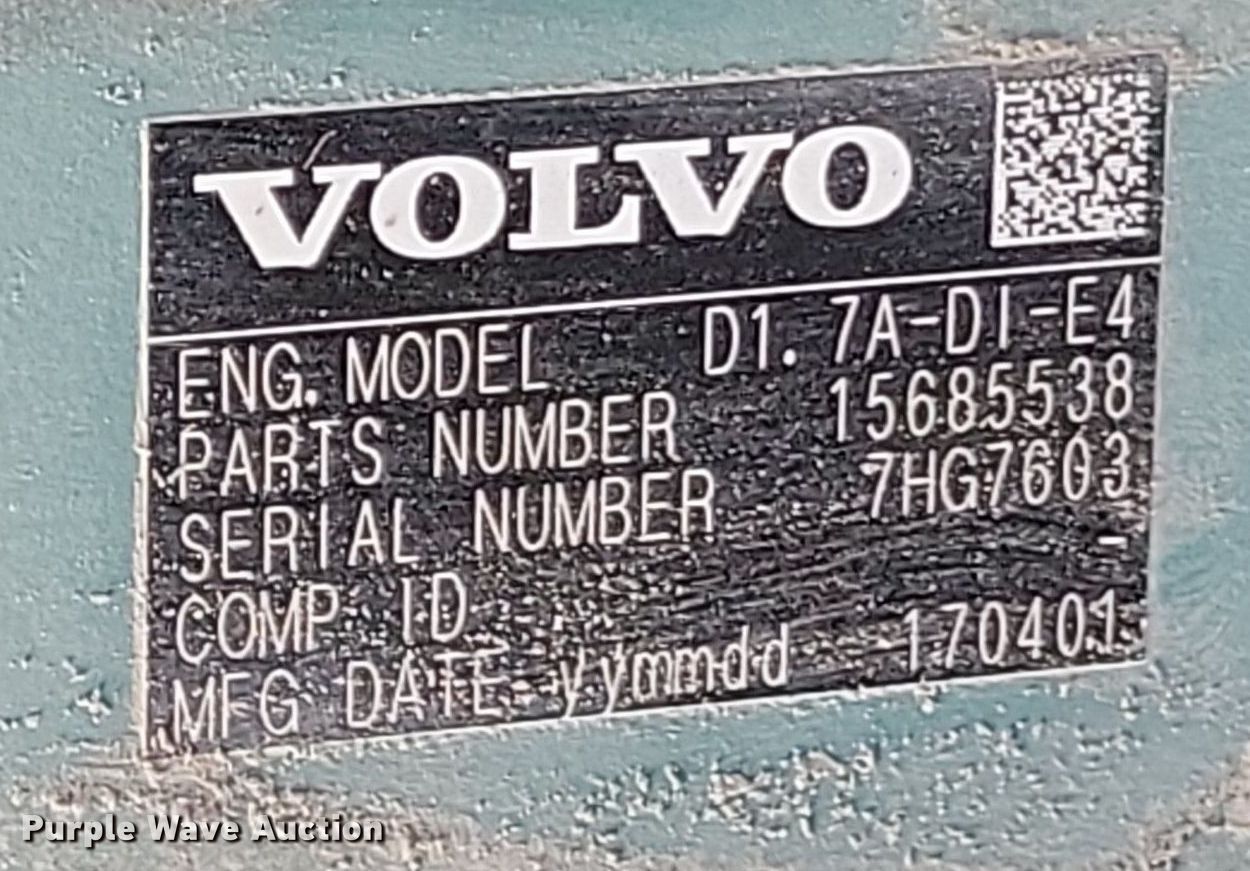 VOLVO
ENG. MODEL D1. 7A-DI-E4
PARTS NUMBER 15685538
SERIAL NUMBER 7HG7603
COMP ID -
MFG DATE yymmdd 170401
Purple Wave Auction